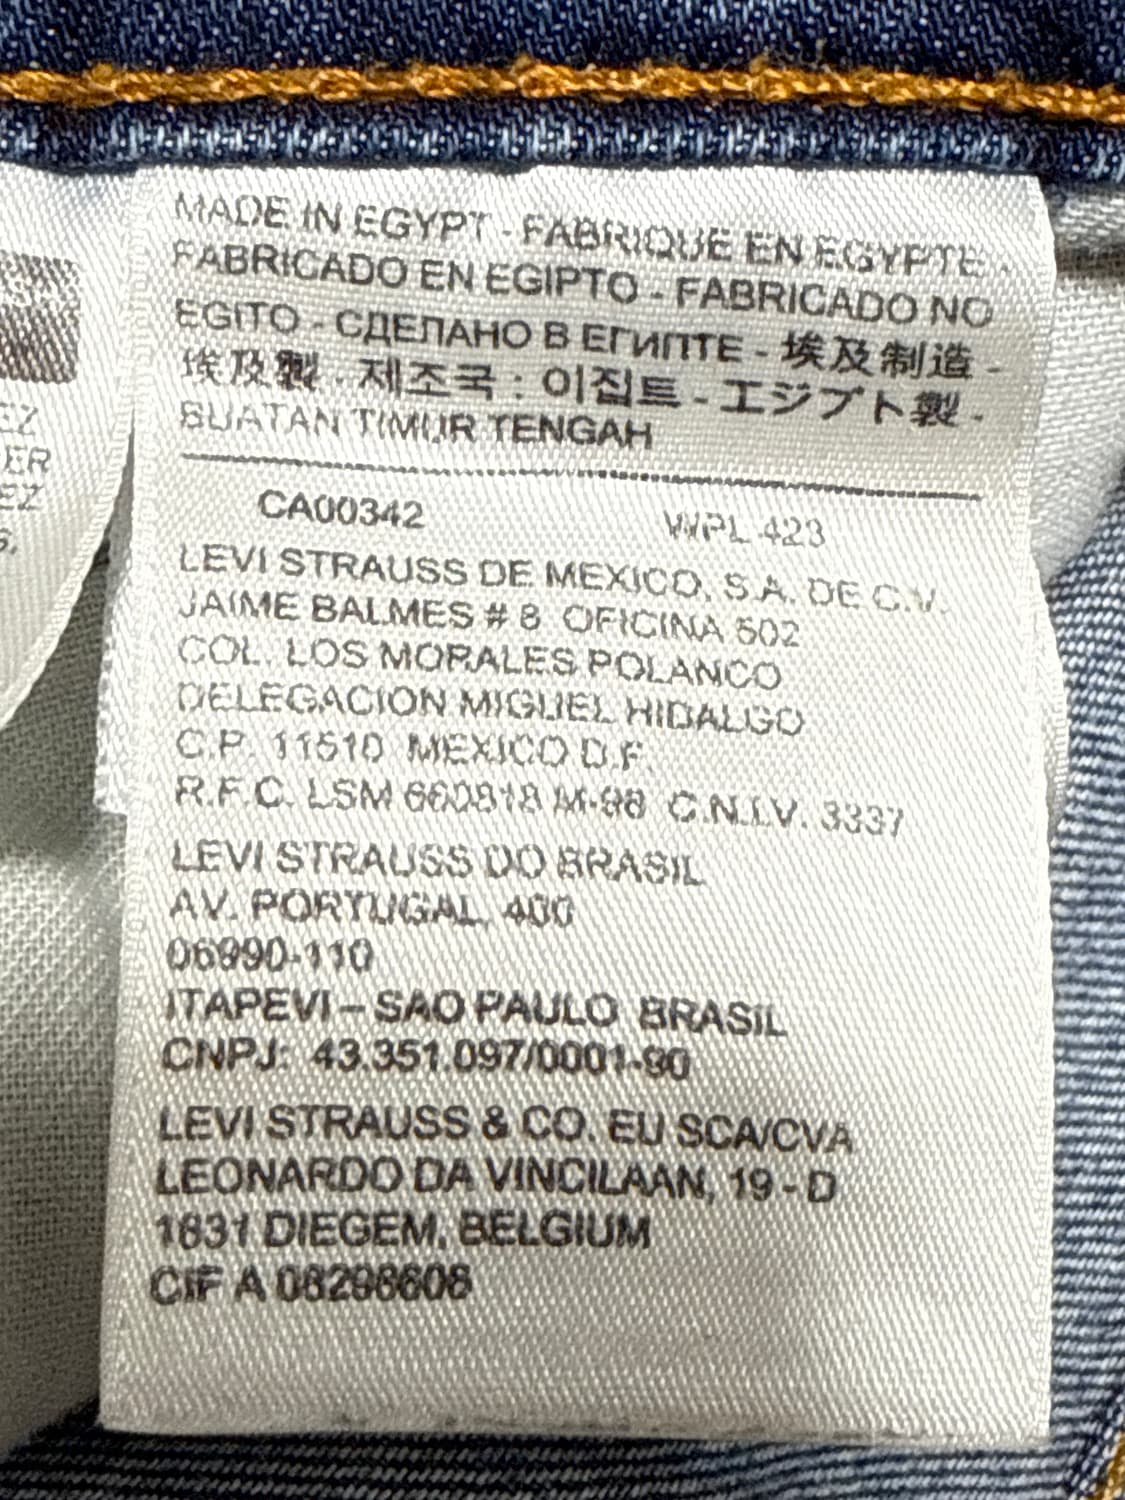 MADE IN EGYPT - FABRIQUE EN EGYPTE -
FABRICADO EN EGIPTO - FABRICADO NO
EGITO - СДЕЛАНО В ЕГИПТЕ - 埃及制造 -
埃及製 - 제조국 : 이집트 - エジプト製 -
BUATAN TIMUR TENGAH
CA00342 WPL 423
LEVI STRAUSS DE MEXICO, S.A. DE C.V.
JAIME BALMES # 8 OFICINA 502
COL. LOS MORALES POLANCO
DELEGACION MIGUEL HIDALGO
C.P. 11510 MEXICO D.F.
R.F.C. LSM 660818 M-98 C.N.I.V. 3337
LEVI STRAUSS DO BRASIL
AV. PORTUGAL, 400
06990-110
ITAPEVI – SAO PAULO BRASIL
CNPJ: 43.351.097/0001-90
LEVI STRAUSS & CO. EU SCA/CVA
LEONARDO DA VINCILAAN, 19 - D
1831 DIEGEM, BELGIUM
CIF A 08298608
EZ
ER
EZ
S.